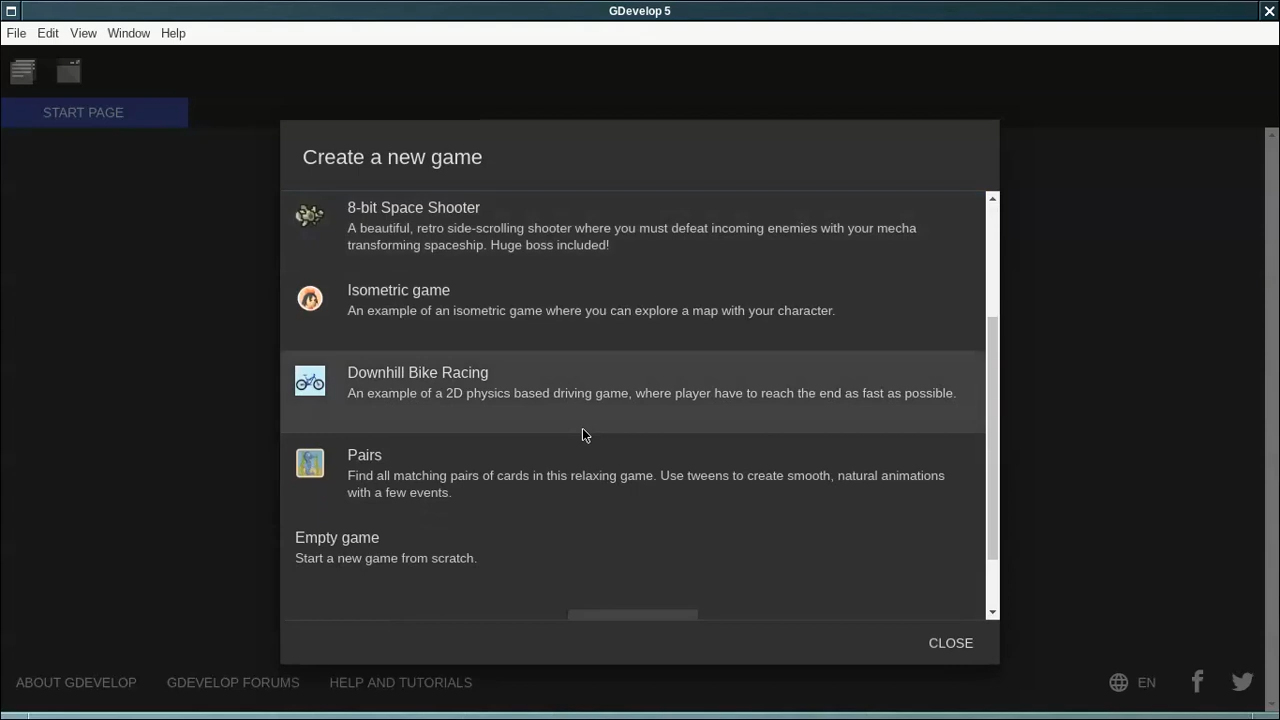 GDevelop 5
File Edit View Window Help
START PAGE
Create a new game
8-bit Space Shooter
A beautiful, retro side-scrolling shooter where you must defeat incoming enemies with your mecha
transforming spaceship. Huge boss included!
Isometric game
An example of an isometric game where you can explore a map with your character.
Downhill Bike Racing
An example of a 2D physics based driving game, where player have to reach the end as fast as possible.
Pairs
Find all matching pairs of cards in this relaxing game. Use tweens to create smooth, natural animations
with a few events.
Empty game
Start a new game from scratch.
CLOSE
ABOUT GDEVELOP GDEVELOP FORUMS HELP AND TUTORIALS EN